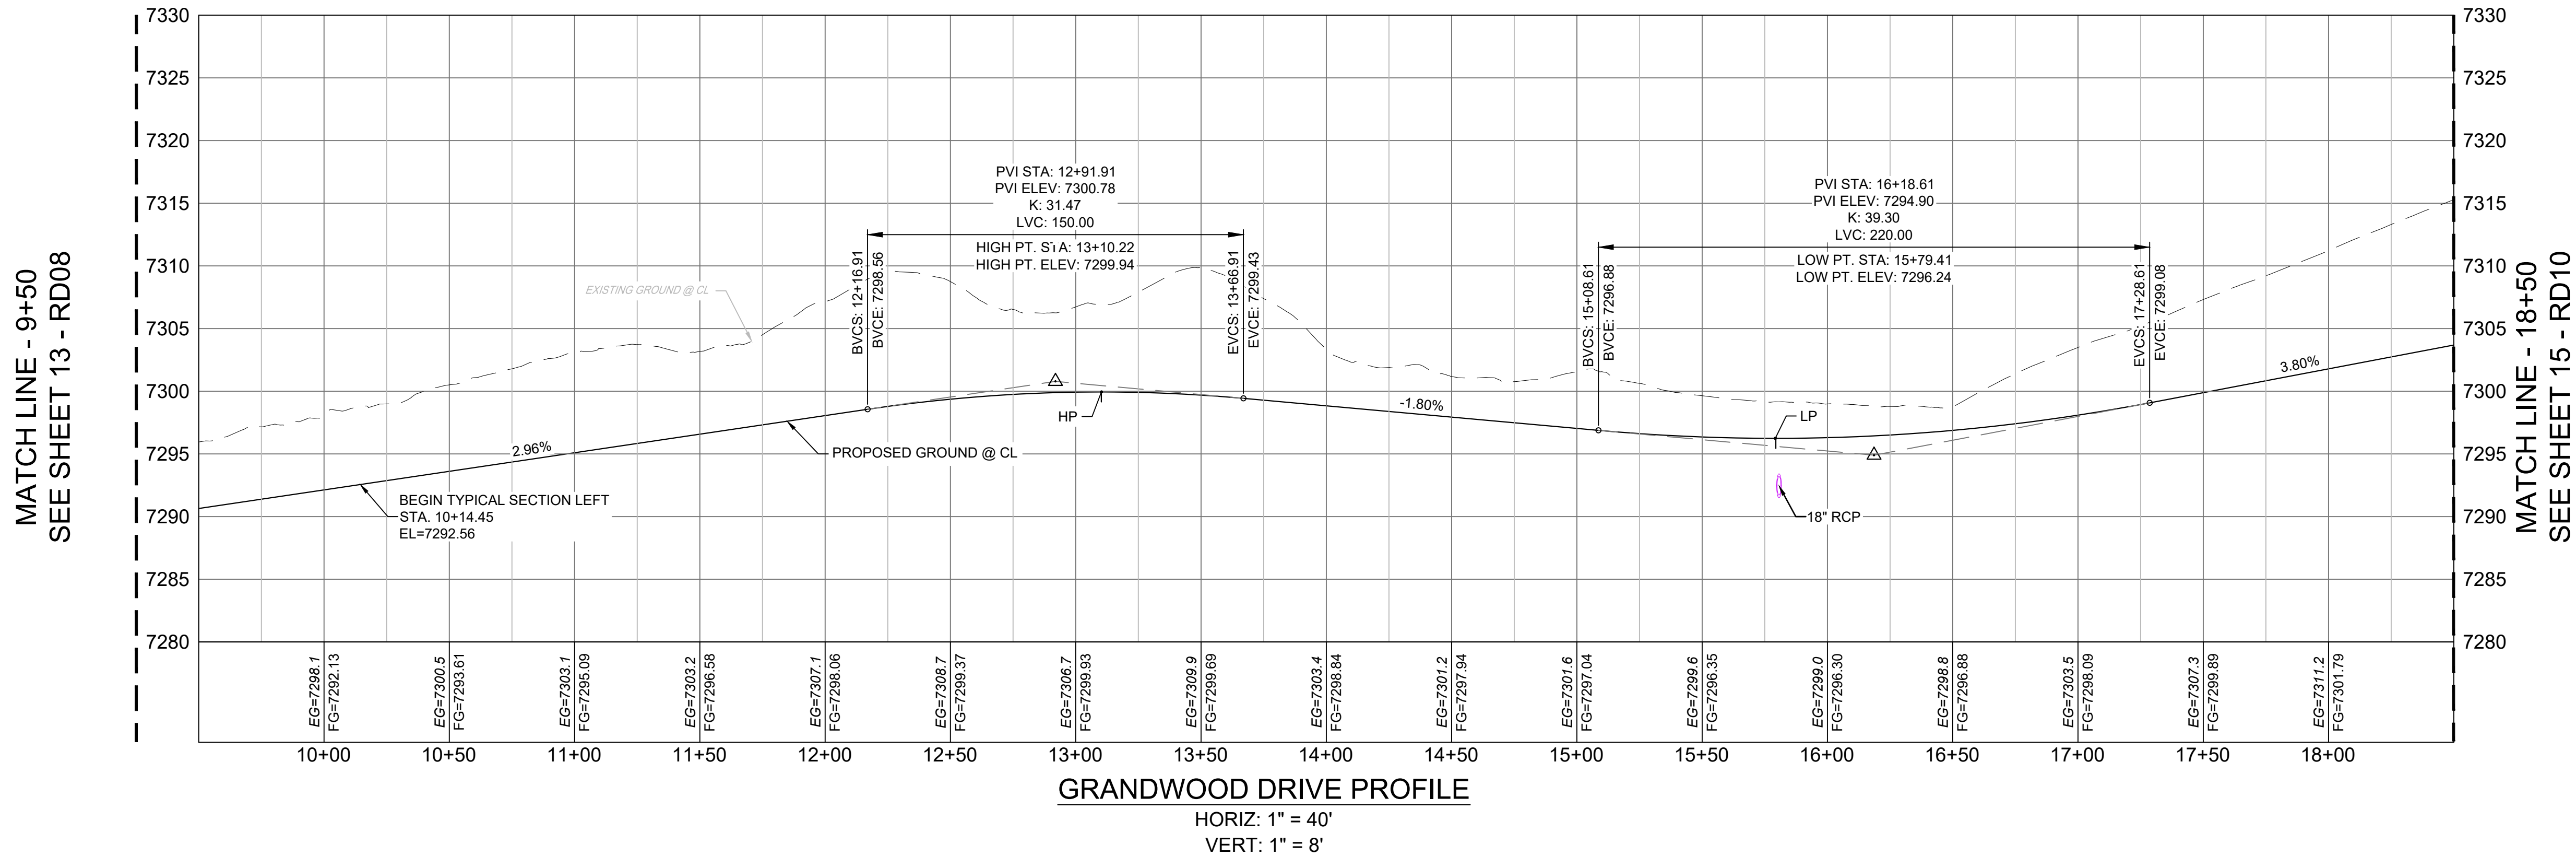 MATCH LINE - 9+50
SEE SHEET 13 - RD08
7330
7325
7320
7315
7310
7305
7300
7295
7290
7285
7280
EXISTING GROUND @ CL
2.96%
BEGIN TYPICAL SECTION LEFT
STA. 10+14.45
EL=7292.56
PROPOSED GROUND @ CL
PVI STA: 12+91.91
PVI ELEV: 7300.78
K: 31.47
LVC: 150.00
HIGH PT. STA: 13+10.22
HIGH PT. ELEV: 7299.94
BVCS: 12+16.91
BVCE: 7298.56
EVCS: 13+66.91
EVCE: 7299.43
HP
-1.80%
PVI STA: 16+18.61
PVI ELEV: 7294.90
K: 39.30
LVC: 220.00
LOW PT. STA: 15+79.41
LOW PT. ELEV: 7296.24
BVCS: 15+08.61
BVCE: 7296.88
EVCS: 17+28.61
EVCE: 7299.08
LP
18" RCP
3.80%
7330
7325
7320
7315
7310
7305
7300
7295
7290
7285
7280
MATCH LINE - 18+50
SEE SHEET 15 - RD10
EG=7298.1
FG=7292.13
EG=7300.5
FG=7293.61
EG=7303.1
FG=7295.09
EG=7303.2
FG=7296.58
EG=7307.1
FG=7298.06
EG=7308.7
FG=7299.37
EG=7306.7
FG=7299.93
EG=7309.9
FG=7299.69
EG=7303.4
FG=7298.84
EG=7301.2
FG=7297.94
EG=7301.6
FG=7297.04
EG=7299.6
FG=7296.35
EG=7299.0
FG=7296.30
EG=7298.8
FG=7296.88
EG=7303.5
FG=7298.09
EG=7307.3
FG=7299.89
EG=7311.2
FG=7301.79
10+00 10+50 11+00 11+50 12+00 12+50 13+00 13+50 14+00 14+50 15+00 15+50 16+00 16+50 17+00 17+50 18+00
GRANDWOOD DRIVE PROFILE
HORIZ: 1" = 40'
VERT: 1" = 8'